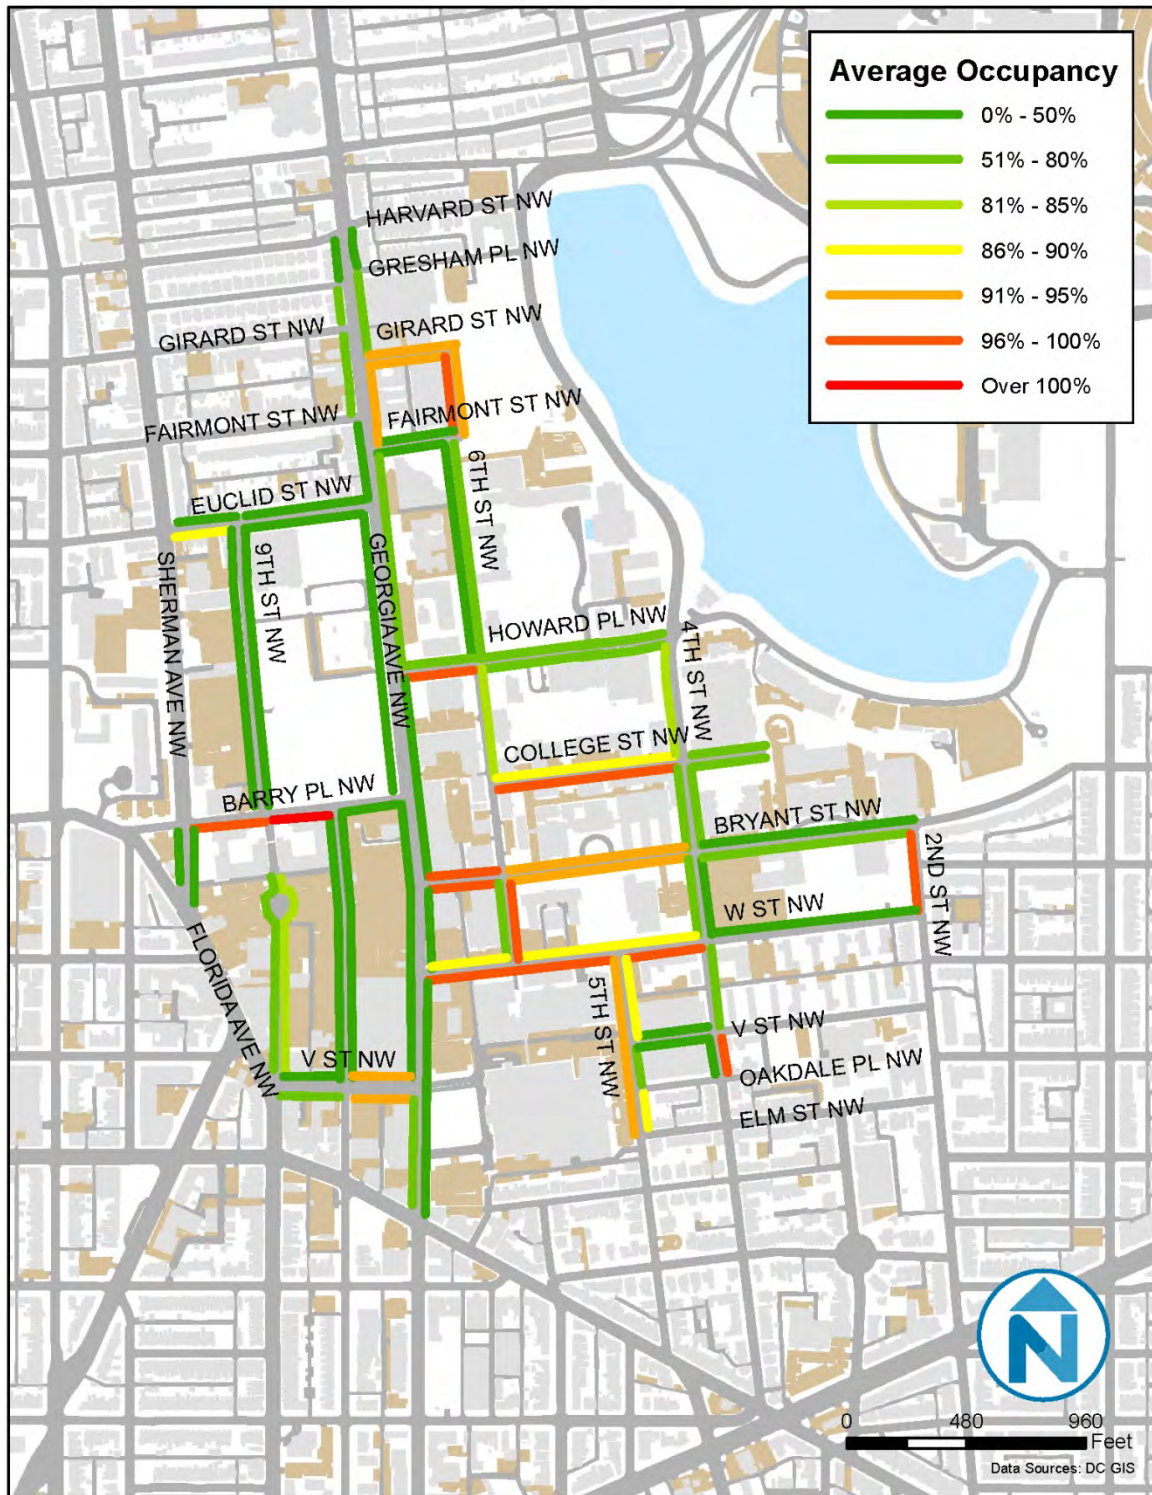 Average Occupancy
0% - 50%
51% - 80%
81% - 85%
86% - 90%
91% - 95%
96% - 100%
Over 100%
HARVARD ST NW
GRESHAM PL NW
GIRARD ST NW
GIRARD ST NW
FAIRMONT ST NW
FAIRMONT ST NW
6TH ST NW
EUCLID ST NW
9TH ST NW
GEORGIA AVE NW
SHERMAN AVE NW
HOWARD PL NW
4TH ST NW
COLLEGE ST NW
BARRY PL NW
BRYANT ST NW
2ND ST NW
W ST NW
FLORIDA AVE NW
5TH ST NW
V ST NW
V ST NW
OAKDALE PL NW
ELM ST NW
N
0 480 960
Feet
Data Sources: DC GIS